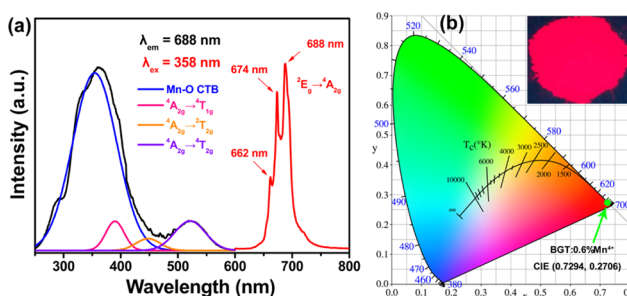 (a)
λem = 688 nm
λex = 358 nm
Mn-O CTB
⁴A2g→⁴T1g
⁴A2g→²T2g
⁴A2g→⁴T2g
688 nm
674 nm
²Eg→⁴A2g
662 nm
Intensity (a.u.)
300 400 500 600 700 800
Wavelength (nm)
(b)
0.9
0.8
0.7
0.6
0.5
y
0.4
0.3
0.2
0.1
0.0
520
540
560
500
580
600
620
700
490
480
470
460
380
Tc(°K)
10000
6000
4000
3000
2500
2000
1500
∞
BGT:0.6%Mn⁴⁺
CIE (0.7294, 0.2706)
0.0 0.1 0.2 0.3 0.4 0.5 0.6 0.7 0.8